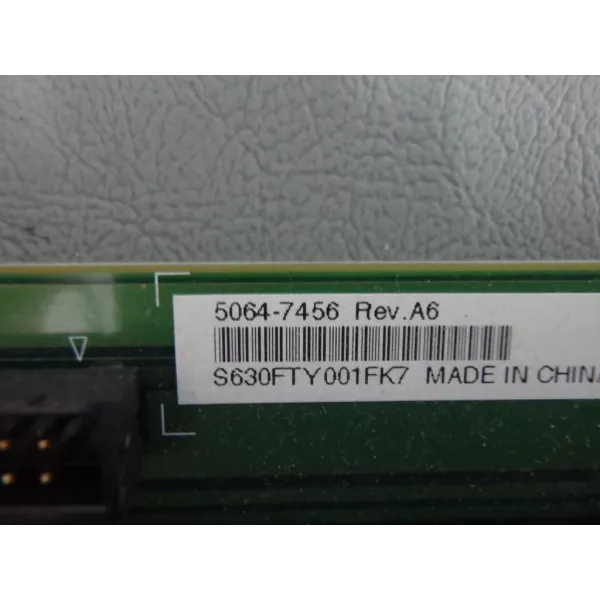 5064-7456 Rev.A6
S630FTY001FK7 MADE IN CHINA